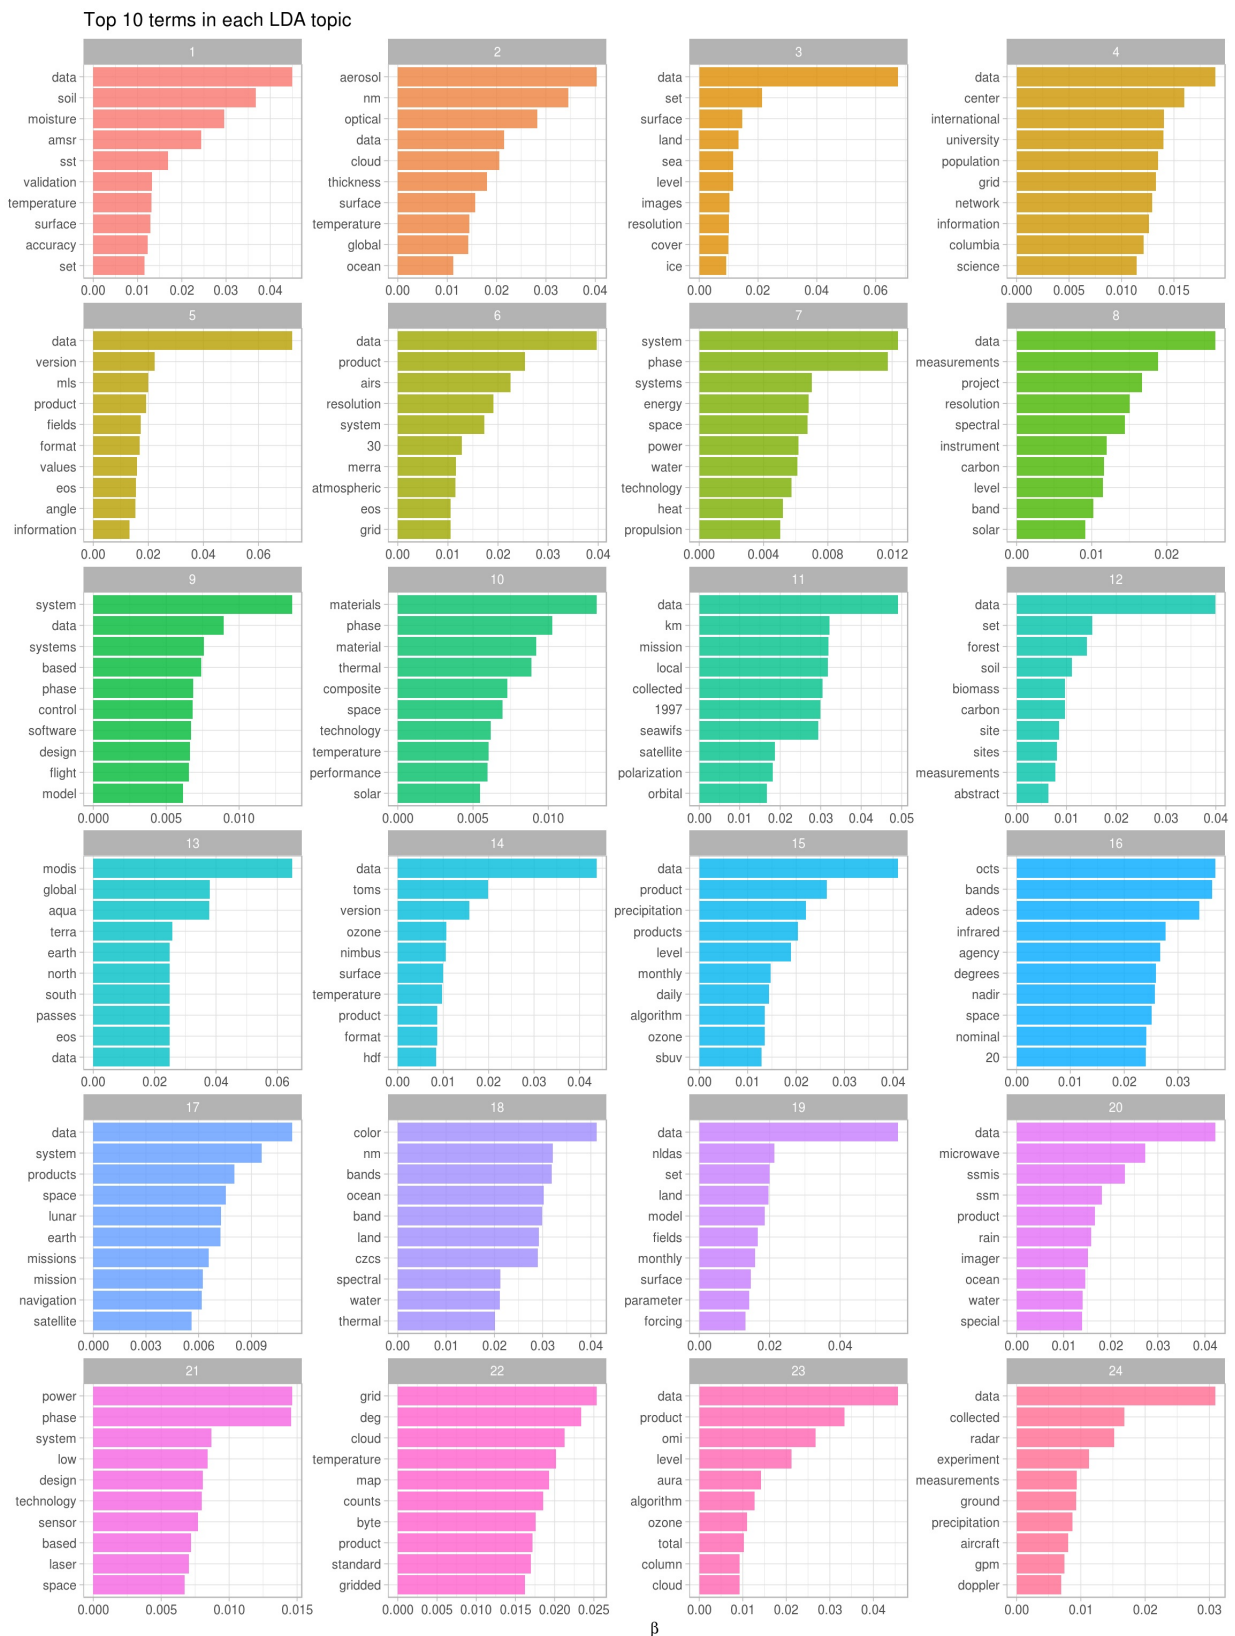 Top 10 terms in each LDA topic
1
data
soil
moisture
amsr
sst
validation
temperature
surface
accuracy
set
0.00 0.01 0.02 0.03 0.04
2
aerosol
nm
optical
data
cloud
thickness
surface
temperature
global
ocean
0.00 0.01 0.02 0.03 0.04
3
data
set
surface
land
sea
level
images
resolution
cover
ice
0.00 0.02 0.04 0.06
4
data
center
international
university
population
grid
network
information
columbia
science
0.000 0.005 0.010 0.015
5
data
version
mls
product
fields
format
values
eos
angle
information
0.00 0.02 0.04 0.06
6
data
product
airs
resolution
system
30
merra
atmospheric
eos
grid
0.00 0.01 0.02 0.03 0.04
7
system
phase
systems
energy
space
power
water
technology
heat
propulsion
0.000 0.004 0.008 0.012
8
data
measurements
project
resolution
spectral
instrument
carbon
level
band
solar
0.00 0.01 0.02
9
system
data
systems
based
phase
control
software
design
flight
model
0.000 0.005 0.010
10
materials
phase
material
thermal
composite
space
technology
temperature
performance
solar
0.000 0.005 0.010
11
data
km
mission
local
collected
1997
seawifs
satellite
polarization
orbital
0.00 0.01 0.02 0.03 0.04 0.05
12
data
set
forest
soil
biomass
carbon
site
sites
measurements
abstract
0.00 0.01 0.02 0.03 0.04
13
modis
global
aqua
terra
earth
north
south
passes
eos
data
0.00 0.02 0.04 0.06
14
data
toms
version
ozone
nimbus
surface
temperature
product
format
hdf
0.00 0.01 0.02 0.03 0.04
15
data
product
precipitation
products
level
monthly
daily
algorithm
ozone
sbuv
0.00 0.01 0.02 0.03 0.04
16
octs
bands
adeos
infrared
agency
degrees
nadir
space
nominal
20
0.00 0.01 0.02 0.03
17
data
system
products
space
lunar
earth
missions
mission
navigation
satellite
0.000 0.003 0.006 0.009
18
color
nm
bands
ocean
band
land
czcs
spectral
water
thermal
0.00 0.01 0.02 0.03 0.04
19
data
nldas
set
land
model
fields
monthly
surface
parameter
forcing
0.00 0.02 0.04
20
data
microwave
ssmis
ssm
product
rain
imager
ocean
water
special
0.00 0.01 0.02 0.03 0.04
21
power
phase
system
low
design
technology
sensor
based
laser
space
0.000 0.005 0.010 0.015
22
grid
deg
cloud
temperature
map
counts
byte
product
standard
gridded
0.000 0.005 0.010 0.015 0.020 0.025
23
data
product
omi
level
aura
algorithm
ozone
total
column
cloud
0.00 0.01 0.02 0.03 0.04
24
data
collected
radar
experiment
measurements
ground
precipitation
aircraft
gpm
doppler
0.00 0.01 0.02 0.03
β